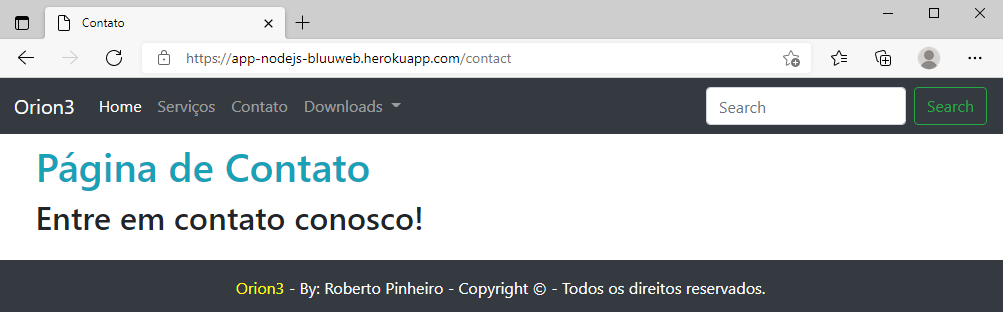 Contato
https://app-nodejs-bluuweb.herokuapp.com/contact
Orion3 Home Serviços Contato Downloads Search Search
Página de Contato
Entre em contato conosco!
Orion3 - By: Roberto Pinheiro - Copyright © - Todos os direitos reservados.